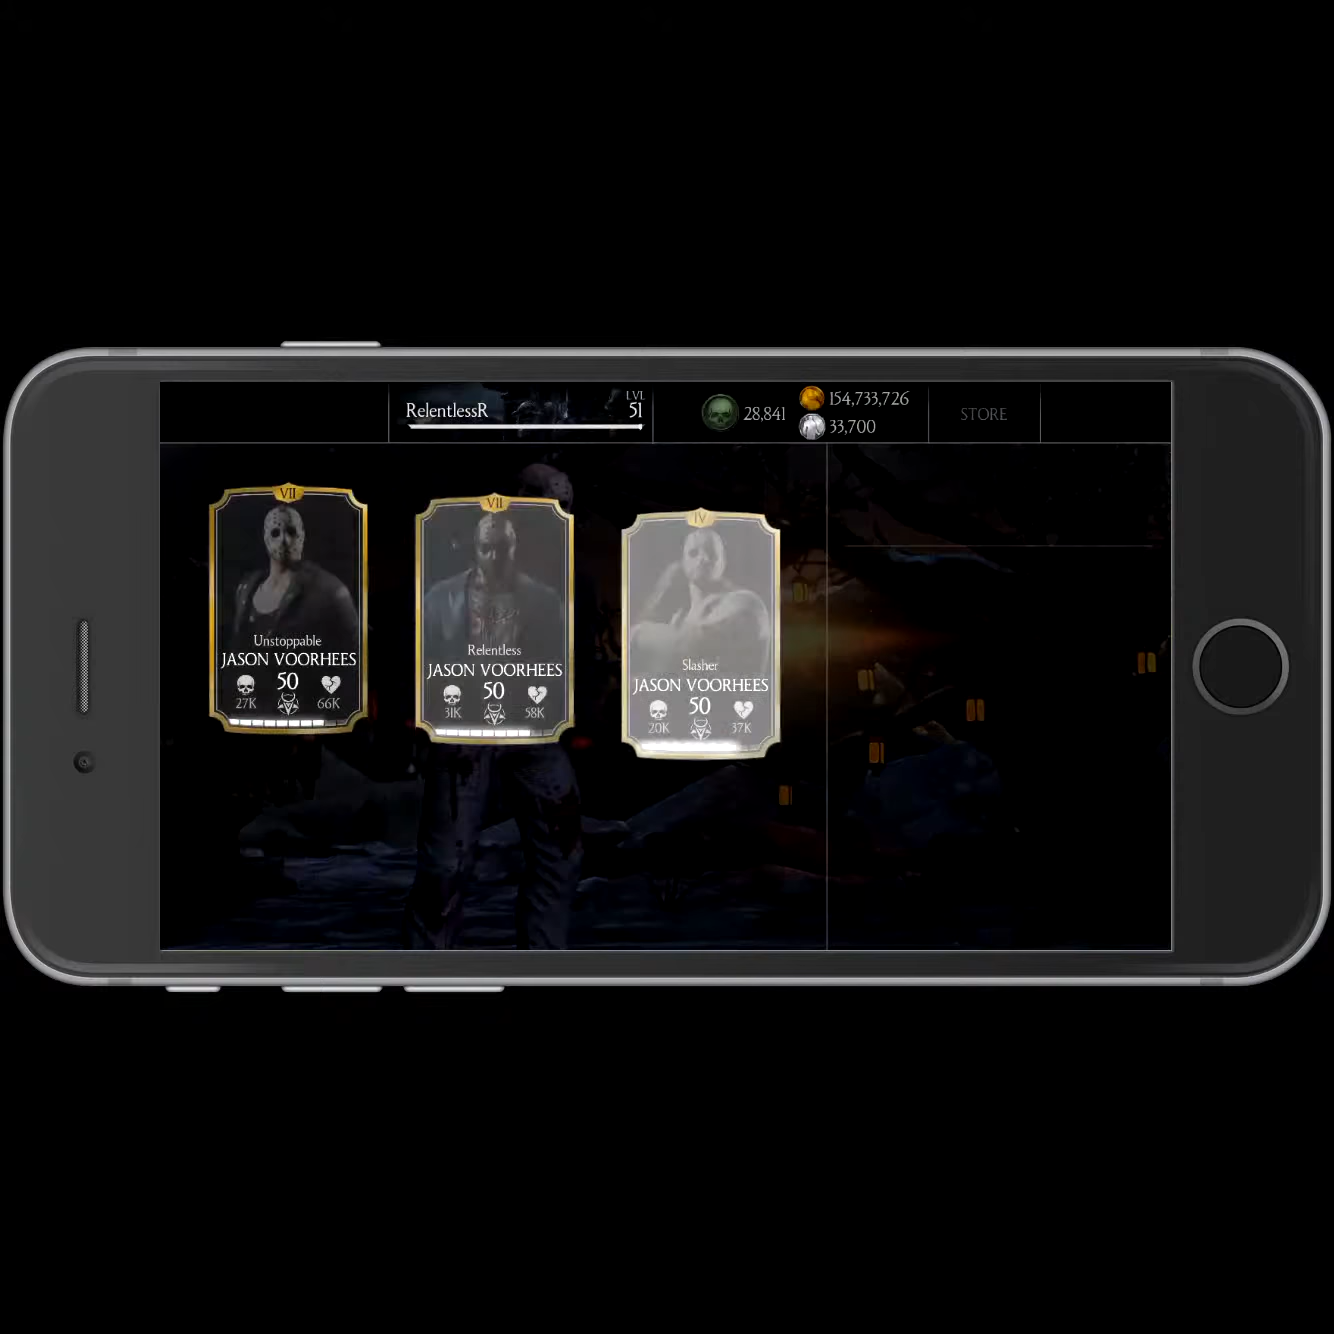 RelentlessR
LVL
51
28,841
154,733,726
33,700
STORE
VII
Unstoppable
JASON VOORHEES
50
27K
66K
VII
Relentless
JASON VOORHEES
50
31K
58K
IV
Slasher
JASON VOORHEES
50
20K
37K